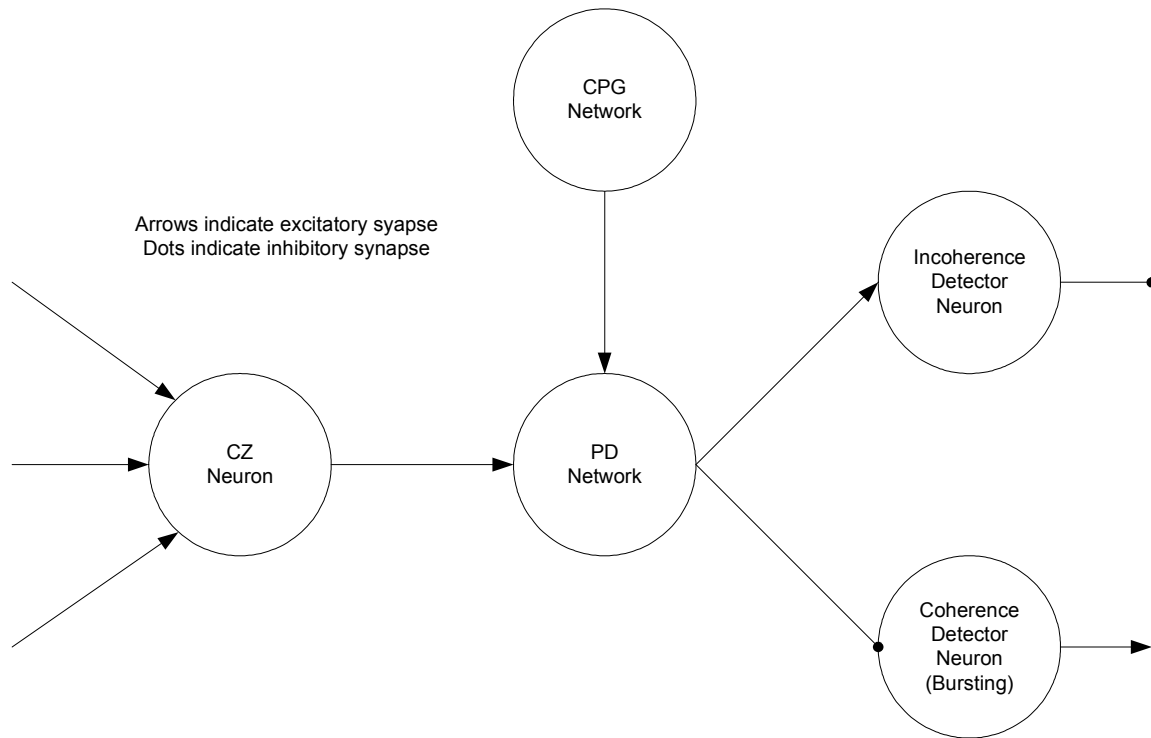 CPG
Network
Arrows indicate excitatory syapse
Dots indicate inhibitory synapse
Incoherence
Detector
Neuron
CZ
Neuron
PD
Network
Coherence
Detector
Neuron
(Bursting)